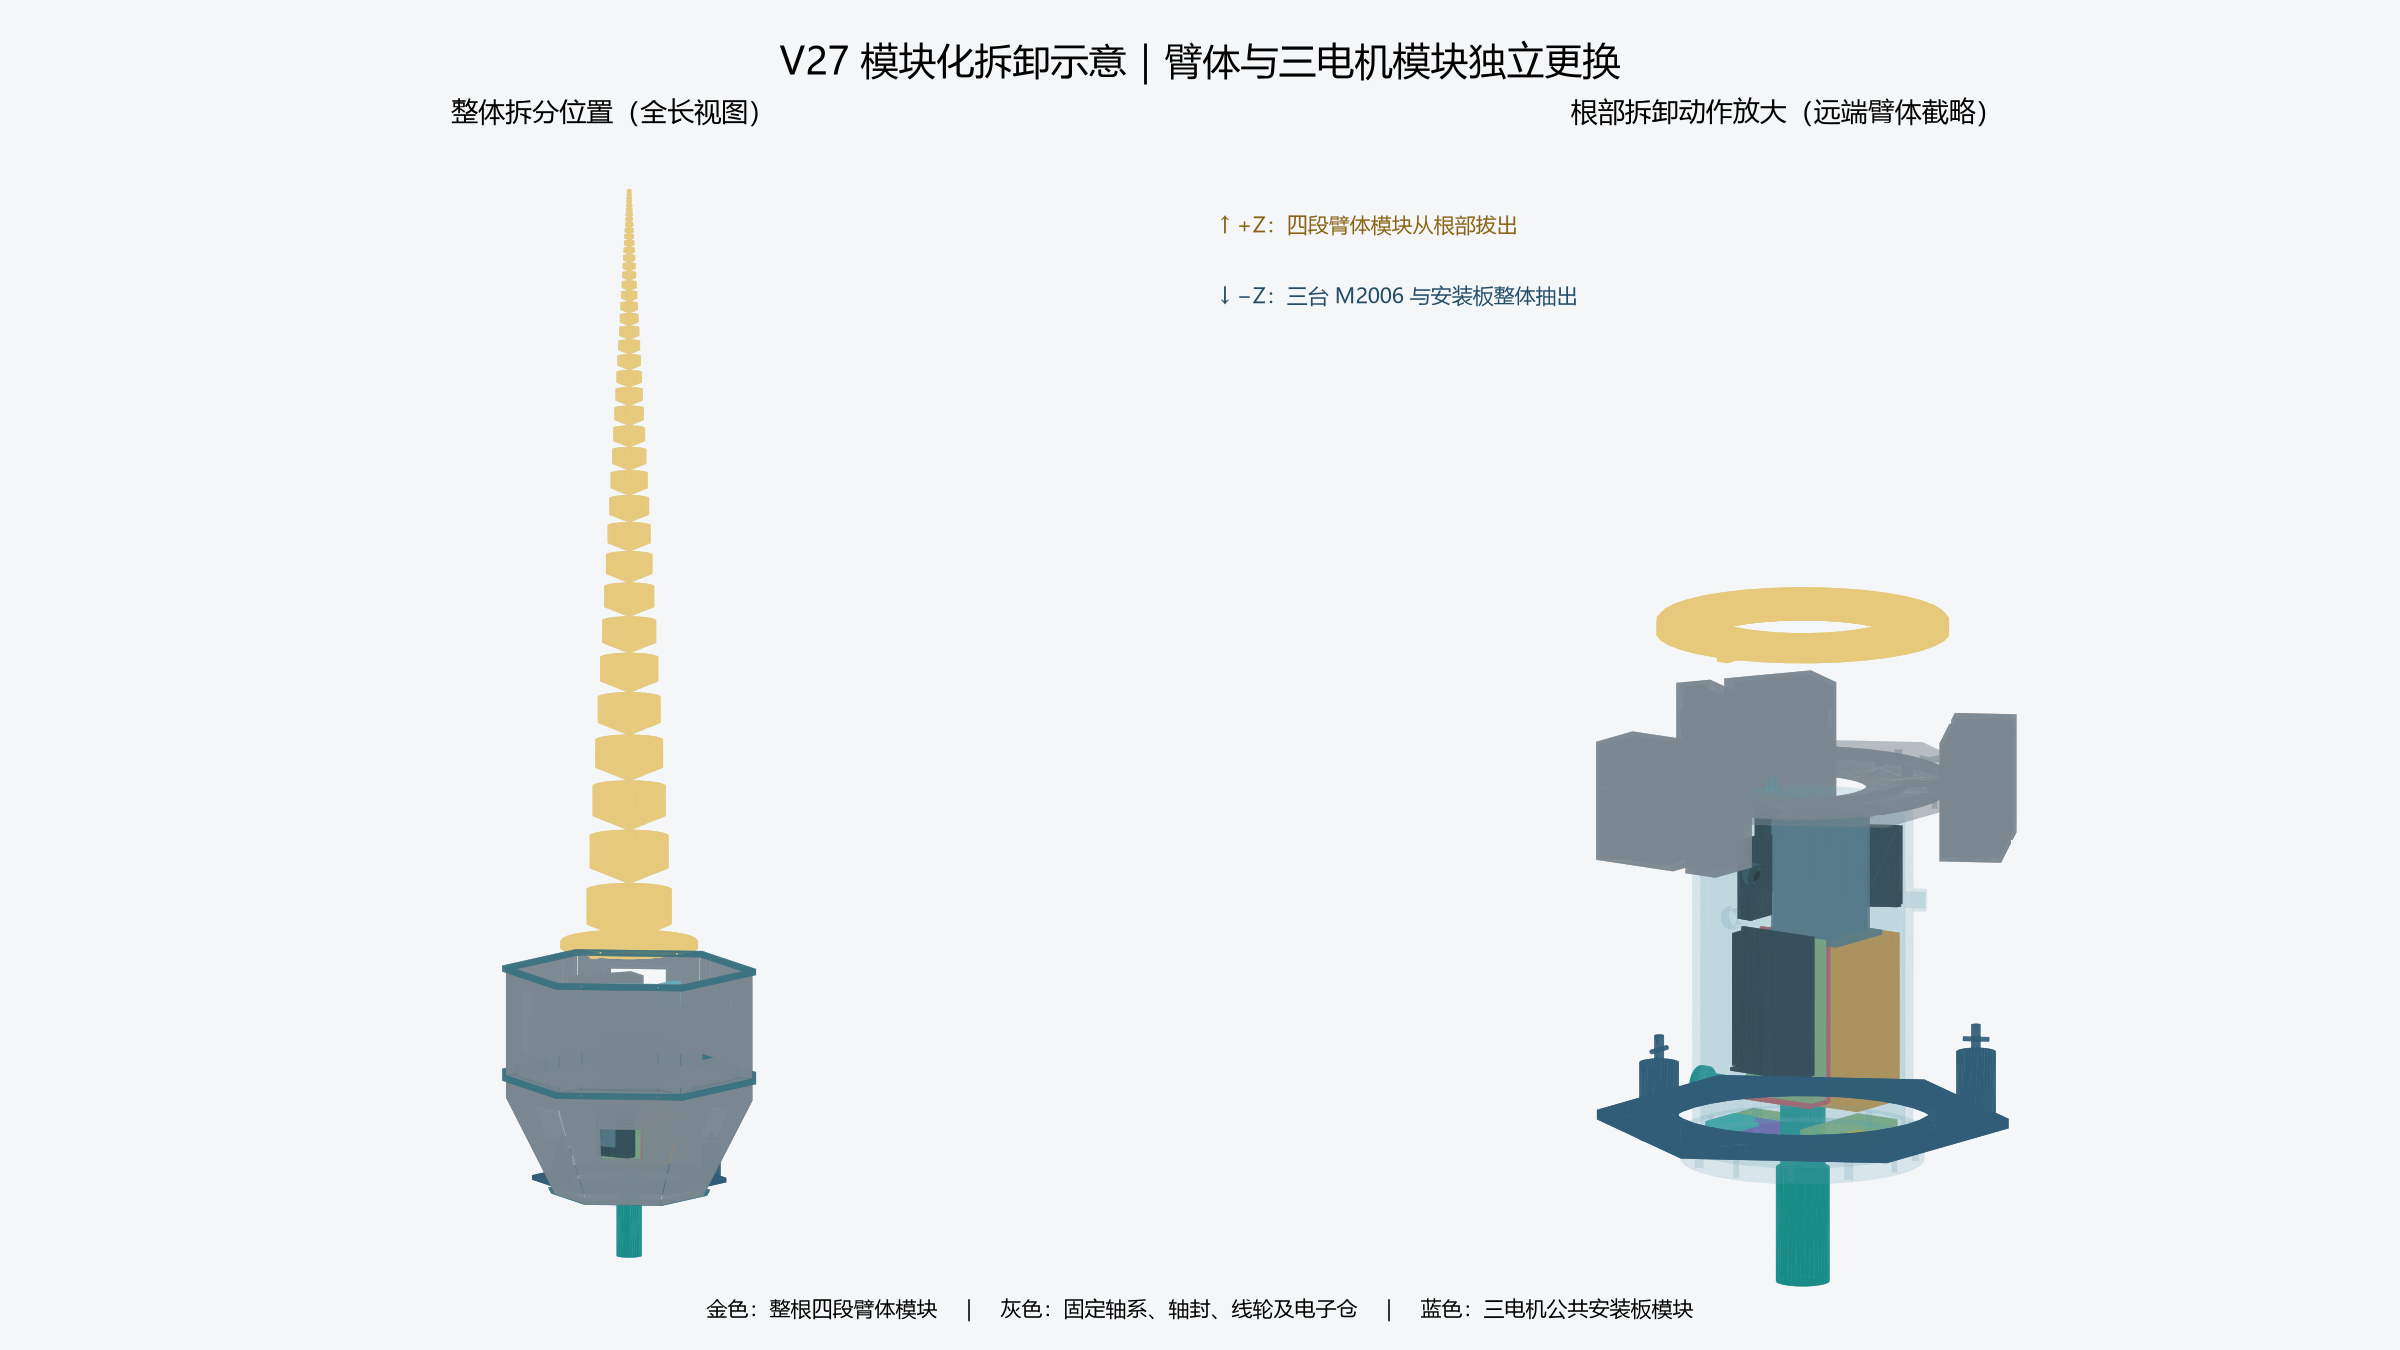 V27 模块化拆卸示意｜臂体与三电机模块独立更换
整体拆分位置（全长视图）
根部拆卸动作放大（远端臂体截略）
↑ +Z：四段臂体模块从根部拔出
↓ −Z：三台 M2006 与安装板整体抽出
金色：整根四段臂体模块 ｜ 灰色：固定轴系、轴封、线轮及电子仓 ｜ 蓝色：三电机公共安装板模块